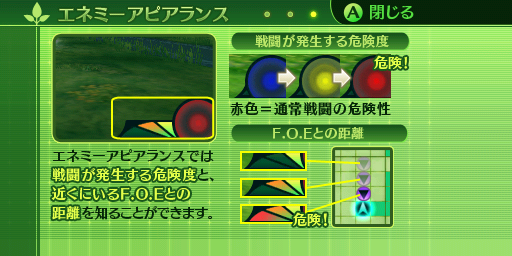 エネミーアピアランス
A 閉じる
エネミーアピアランスでは
戦闘が発生する危険度と、
近くにいるF.O.Eとの
距離を知ることができます。
戦闘が発生する危険度
危険!
赤色=通常戦闘の危険性
F.O.Eとの距離
危険!
A